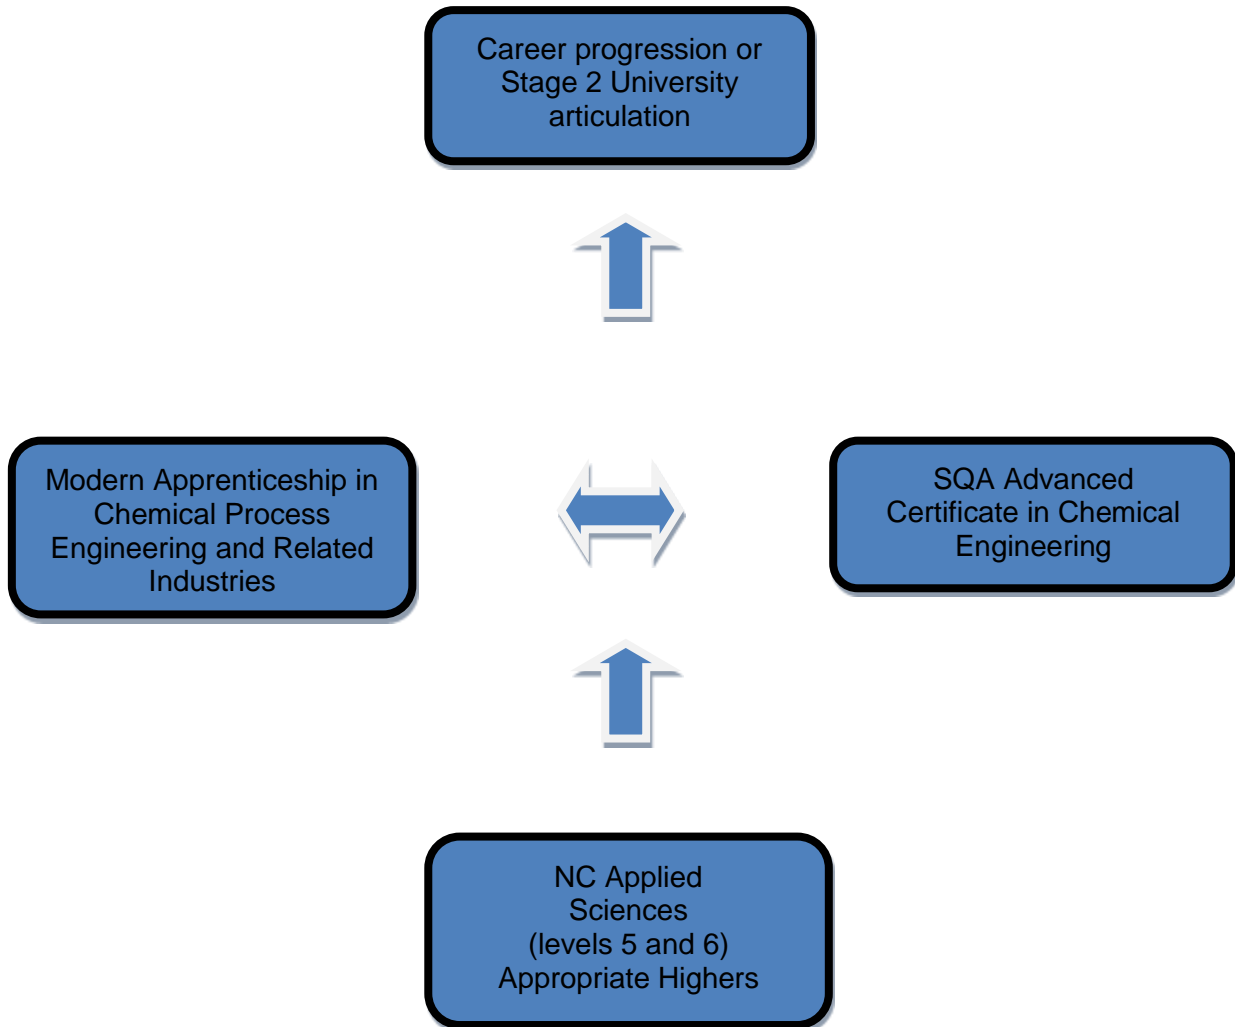 Career progression or
Stage 2 University
articulation
Modern Apprenticeship in
Chemical Process
Engineering and Related
Industries
SQA Advanced
Certificate in Chemical
Engineering
NC Applied
Sciences
(levels 5 and 6)
Appropriate Highers